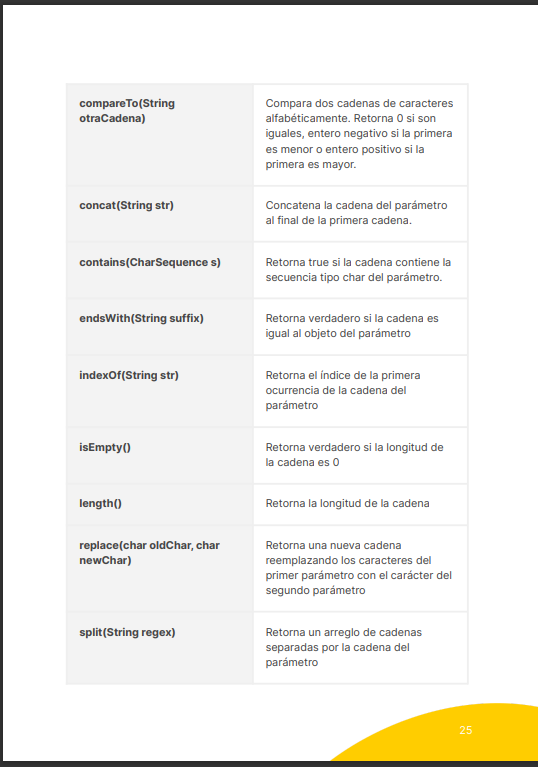 compareTo(String
otraCadena)
Compara dos cadenas de caracteres
alfabéticamente. Retorna 0 si son
iguales, entero negativo si la primera
es menor o entero positivo si la
primera es mayor.
concat(String str)
Concatena la cadena del parámetro
al final de la primera cadena.
contains(CharSequence s)
Retorna true si la cadena contiene la
secuencia tipo char del parámetro.
endsWith(String suffix)
Retorna verdadero si la cadena es
igual al objeto del parámetro
indexOf(String str)
Retorna el índice de la primera
ocurrencia de la cadena del
parámetro
isEmpty()
Retorna verdadero si la longitud de
la cadena es 0
length()
Retorna la longitud de la cadena
replace(char oldChar, char
newChar)
Retorna una nueva cadena
reemplazando los caracteres del
primer parámetro con el carácter del
segundo parámetro
split(String regex)
Retorna un arreglo de cadenas
separadas por la cadena del
parámetro
25